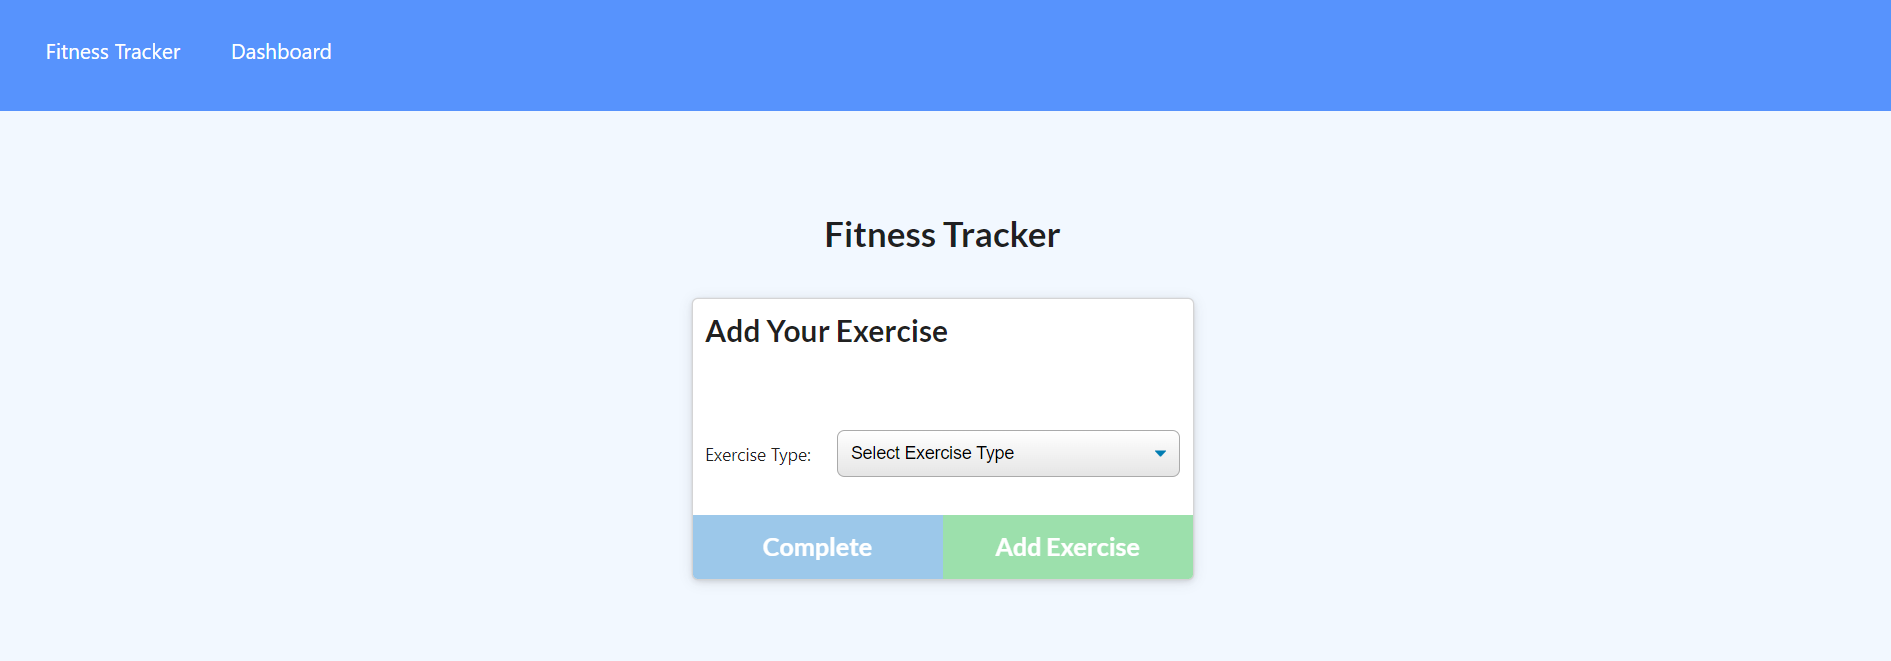 Fitness Tracker Dashboard
Fitness Tracker
Add Your Exercise
Exercise Type: Select Exercise Type
Complete Add Exercise